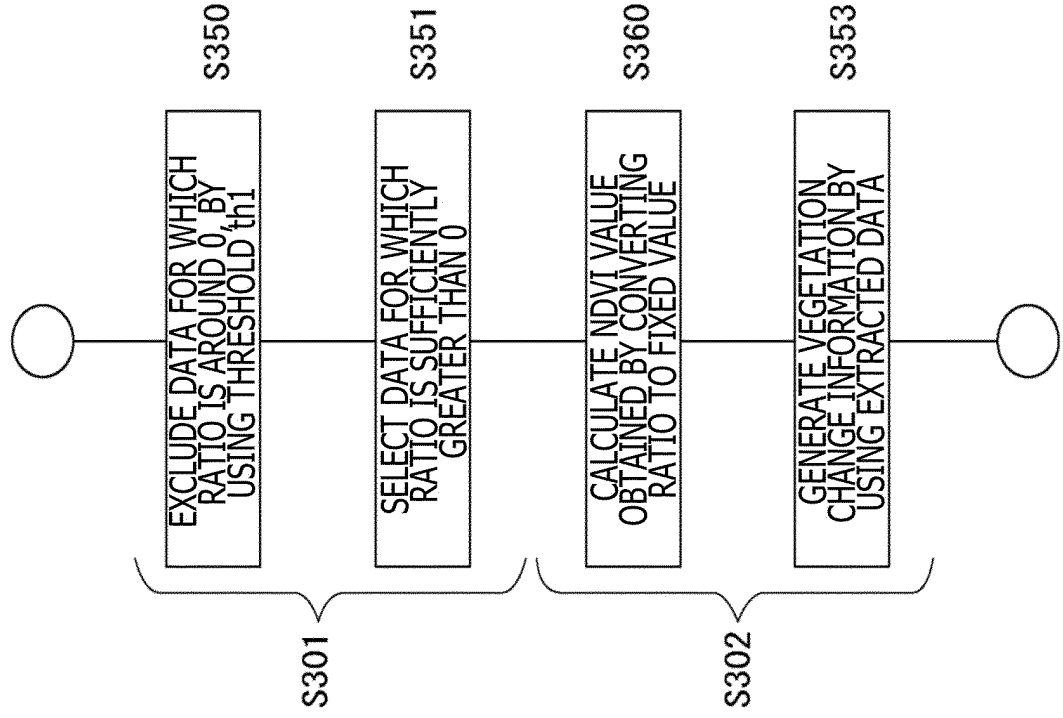 S301
EXCLUDE DATA FOR WHICH
RATIO IS AROUND 0, BY
USING THRESHOLD 'th1
S350
SELECT DATA FOR WHICH
RATIO IS SUFFICIENTLY
GREATER THAN 0
S351
S302
CALCULATE NDVI VALUE
OBTAINED BY CONVERTING
RATIO TO FIXED VALUE
S360
GENERATE VEGETATION
CHANGE INFORMATION BY
USING EXTRACTED DATA
S353